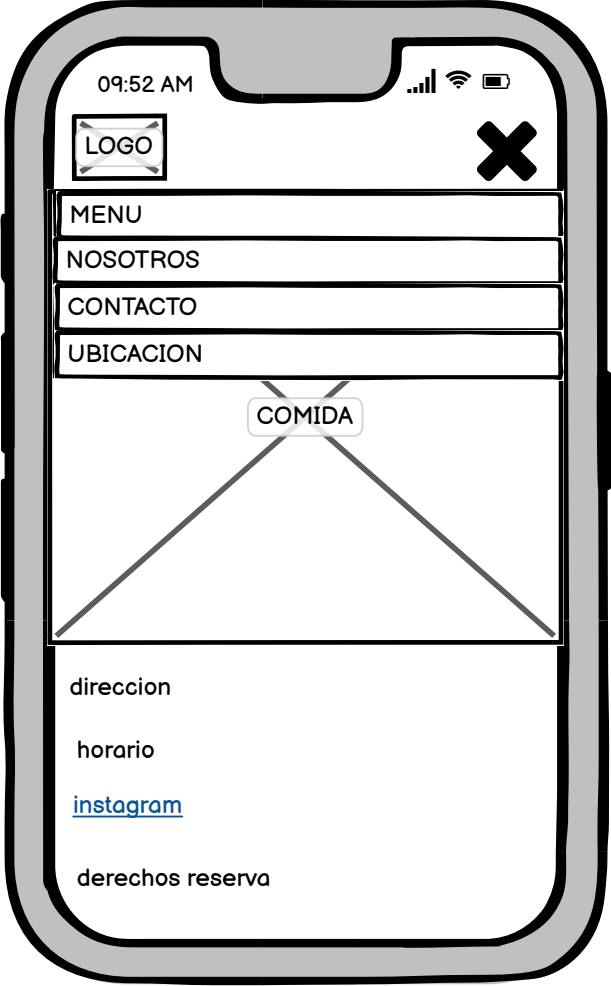 09:52 AM
LOGO
MENU
NOSOTROS
CONTACTO
UBICACION
COMIDA
direccion
horario
instagram
derechos reserva